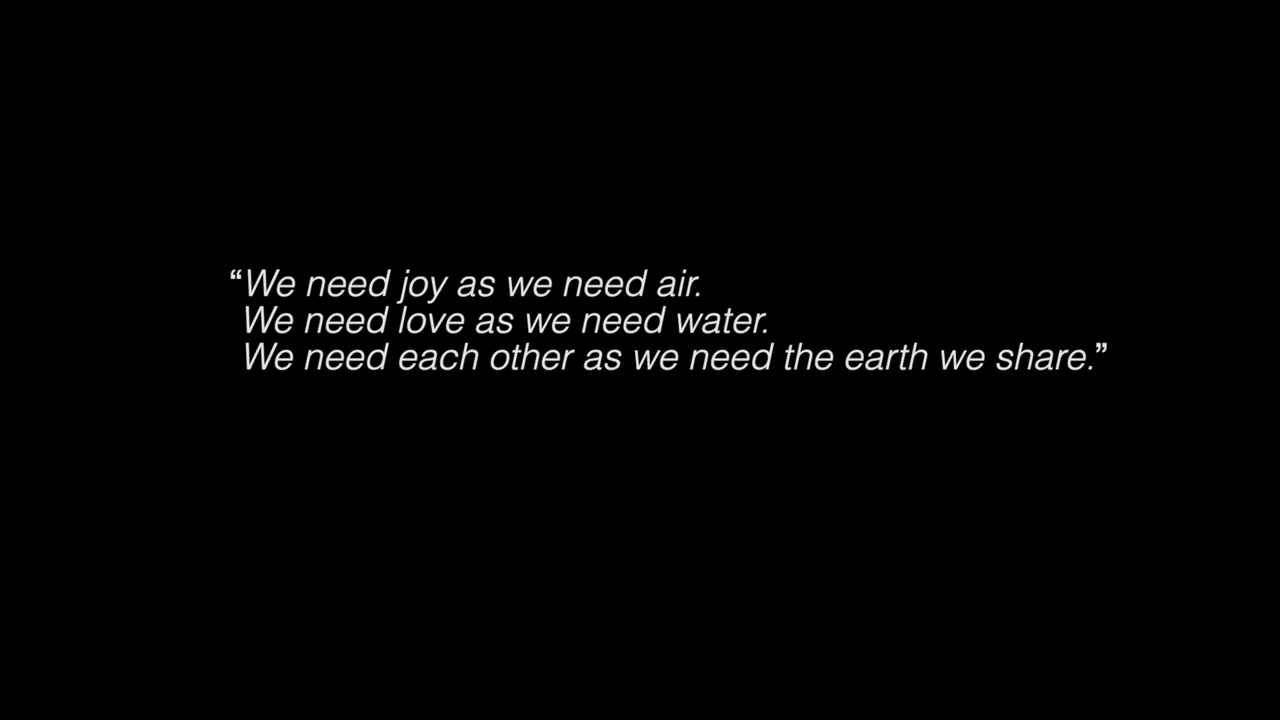 “We need joy as we need air.
We need love as we need water.
We need each other as we need the earth we share.”